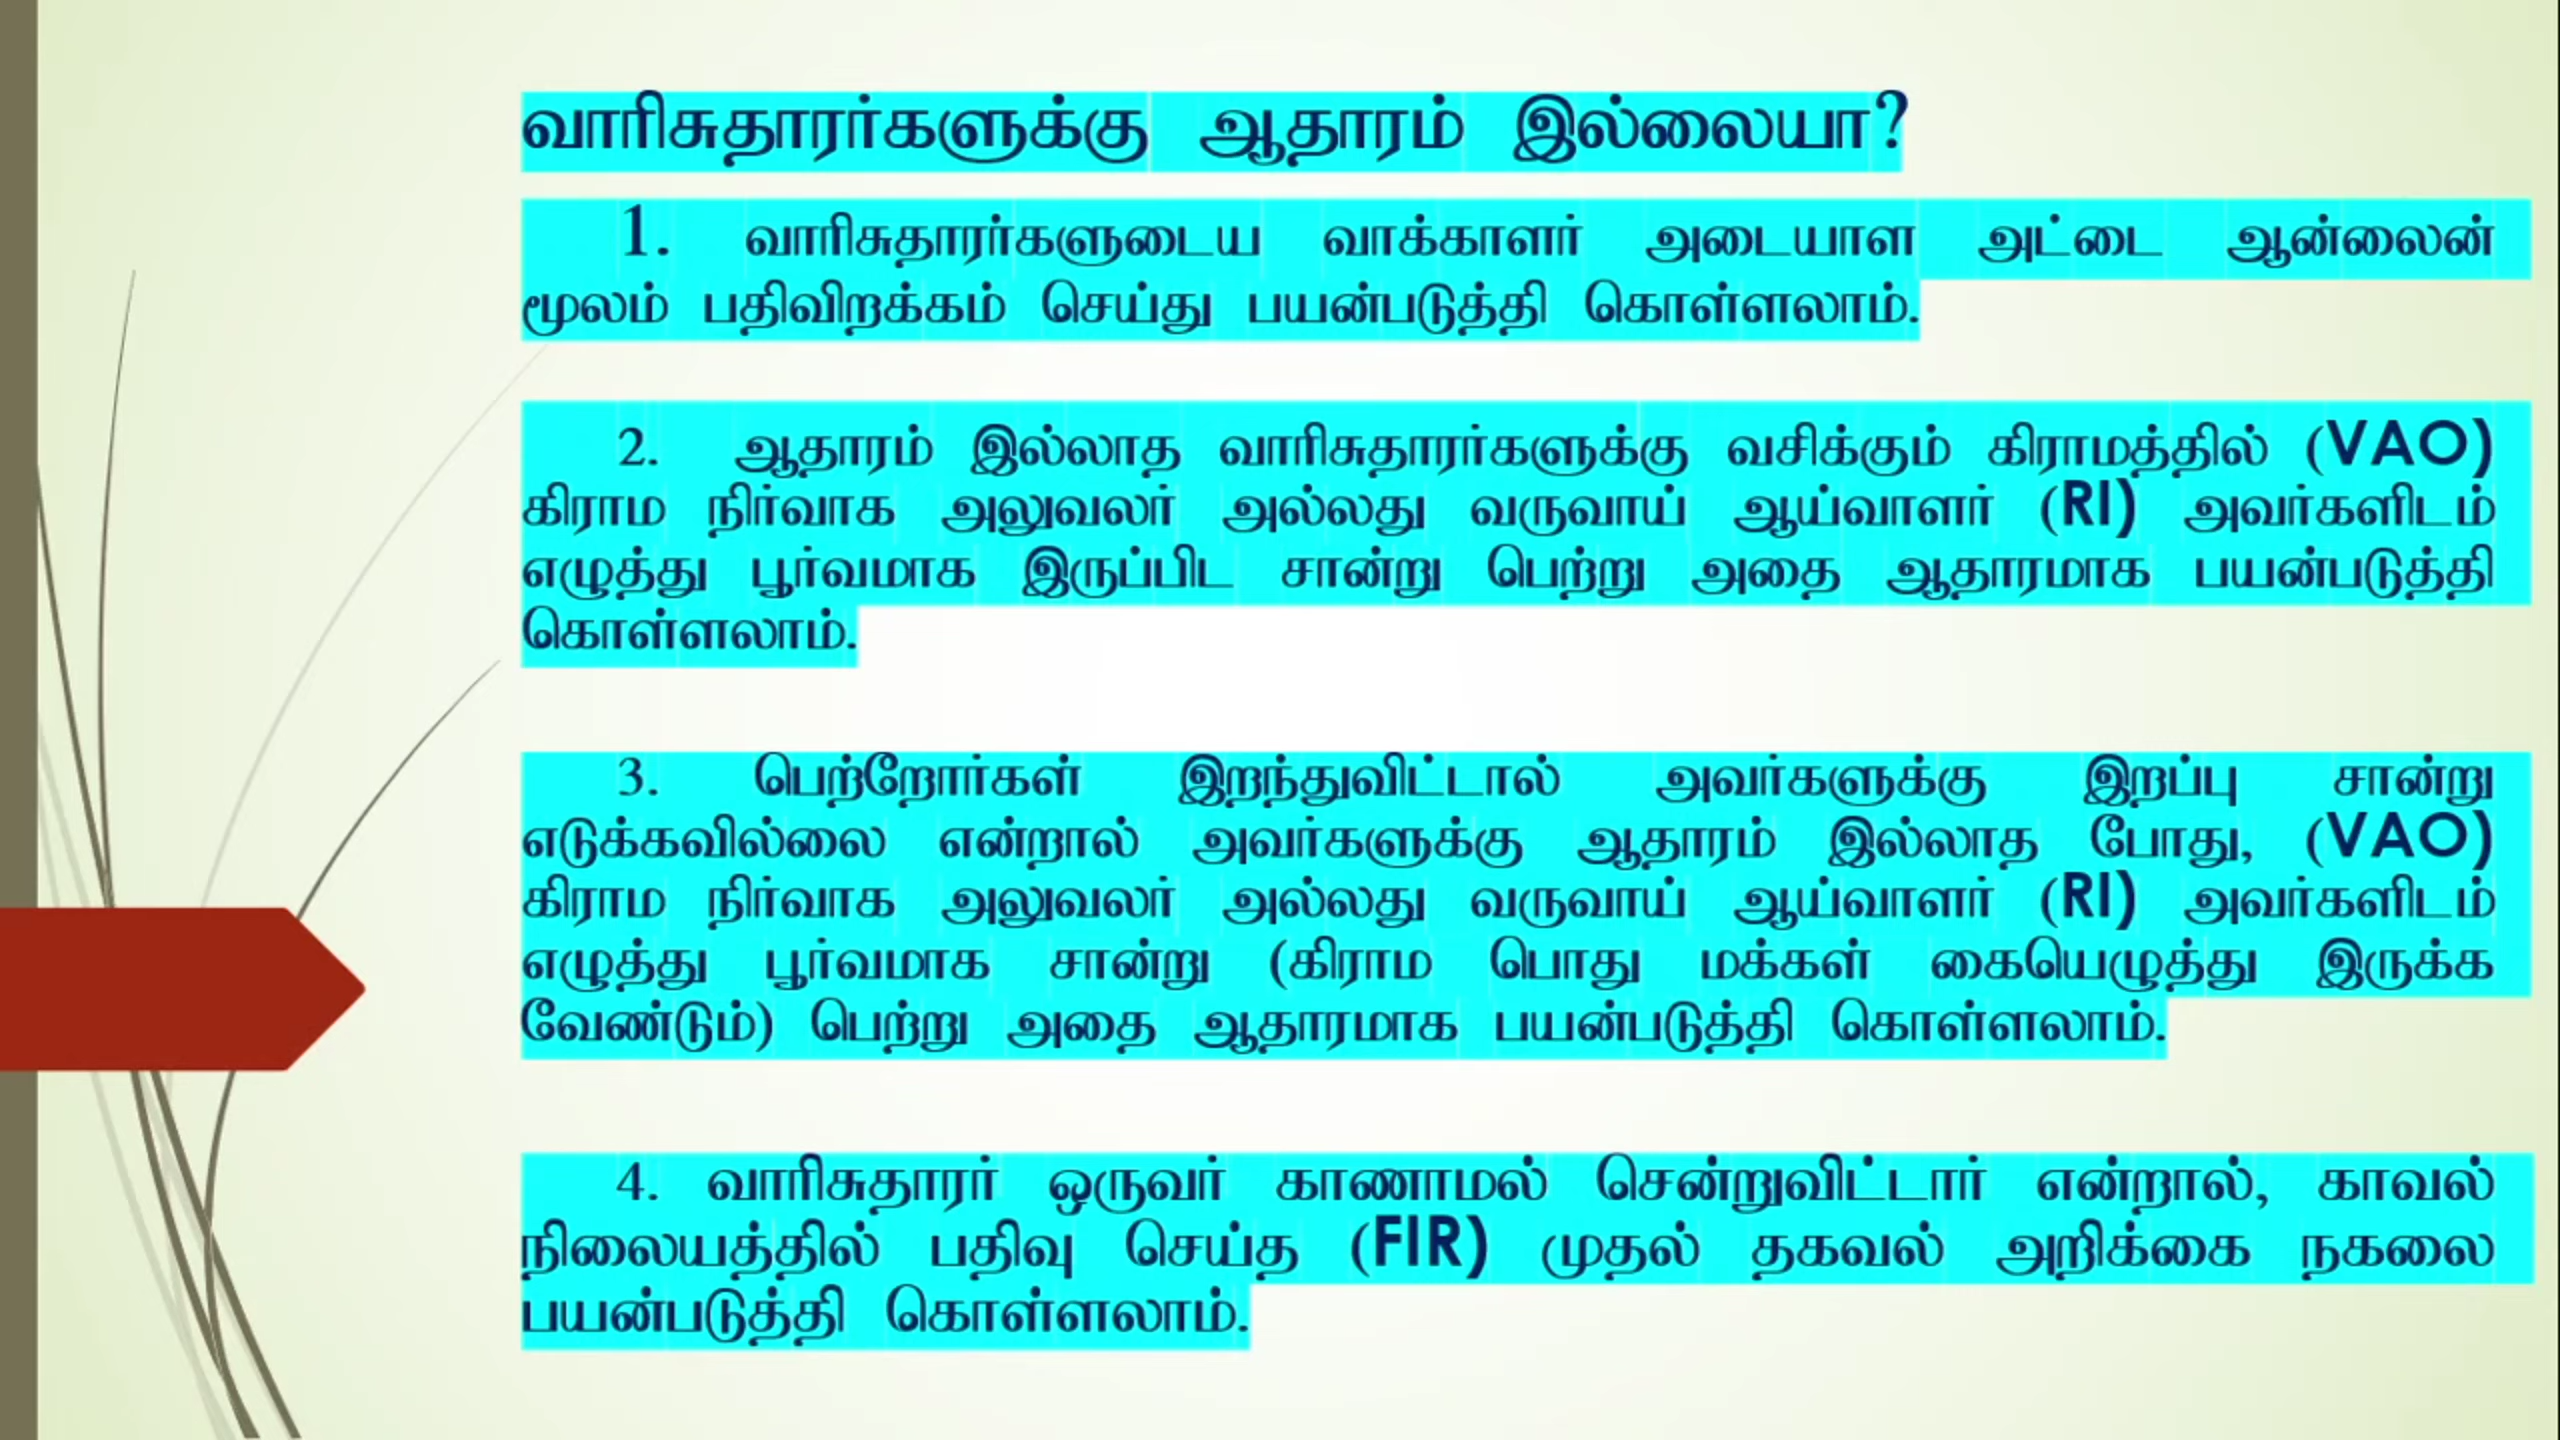 வாரிசுதாரர்களுக்கு ஆதாரம் இல்லையா?
1. வாரிசுதாரர்களுடைய வாக்காளர் அடையாள அட்டை ஆன்லைன்
மூலம் பதிவிறக்கம் செய்து பயன்படுத்தி கொள்ளலாம்.
2. ஆதாரம் இல்லாத வாரிசுதாரர்களுக்கு வசிக்கும் கிராமத்தில் (VAO)
கிராம நிர்வாக அலுவலர் அல்லது வருவாய் ஆய்வாளர் (RI) அவர்களிடம்
எழுத்து பூர்வமாக இருப்பிட சான்று பெற்று அதை ஆதாரமாக பயன்படுத்தி
கொள்ளலாம்.
3. பெற்றோர்கள் இறந்துவிட்டால் அவர்களுக்கு இறப்பு சான்று
எடுக்கவில்லை என்றால் அவர்களுக்கு ஆதாரம் இல்லாத போது, (VAO)
கிராம நிர்வாக அலுவலர் அல்லது வருவாய் ஆய்வாளர் (RI) அவர்களிடம்
எழுத்து பூர்வமாக சான்று (கிராம பொது மக்கள் கையெழுத்து இருக்க
வேண்டும்) பெற்று அதை ஆதாரமாக பயன்படுத்தி கொள்ளலாம்.
4. வாரிசுதாரர் ஒருவர் காணாமல் சென்றுவிட்டார் என்றால், காவல்
நிலையத்தில் பதிவு செய்த (FIR) முதல் தகவல் அறிக்கை நகலை
பயன்படுத்தி கொள்ளலாம்.